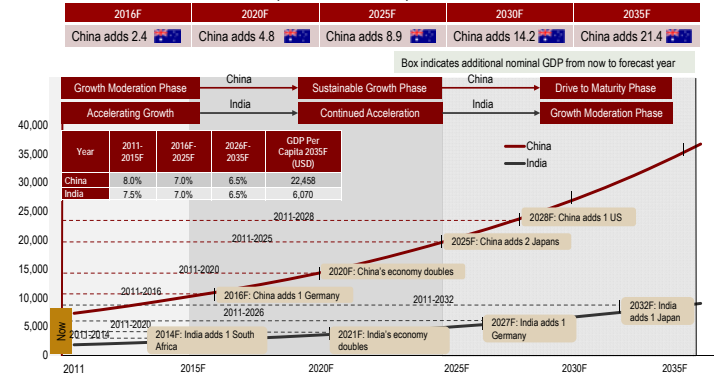 2016F 2020F 2025F 2030F 2035F
China adds 2.4 China adds 4.8 China adds 8.9 China adds 14.2 China adds 21.4
Box indicates additional nominal GDP from now to forecast year
China China
Growth Moderation Phase Sustainable Growth Phase Drive to Maturity Phase
India India
Accelerating Growth Continued Acceleration Growth Moderation Phase
40,000
35,000
30,000
25,000
20,000
15,000
10,000
5,000
0
Year 2011-2015F 2016F-2025F 2026F-2035F GDP Per Capita 2035F (USD)
China 8.0% 7.0% 6.5% 22,458
India 7.5% 7.0% 6.5% 6,070
China
India
2011-2028
2028F: China adds 1 US
2011-2025
2025F: China adds 2 Japans
2011-2020
2020F: China's economy doubles
2011-2016
2016F: China adds 1 Germany
2011-2032
2032F: India
adds 1 Japan
2011-2026
2027F: India adds 1
Germany
2011-2020
2021F: India's economy
doubles
2011-2014
2014F: India adds 1 South
Africa
Now
2011 2015F 2020F 2025F 2030F 2035F